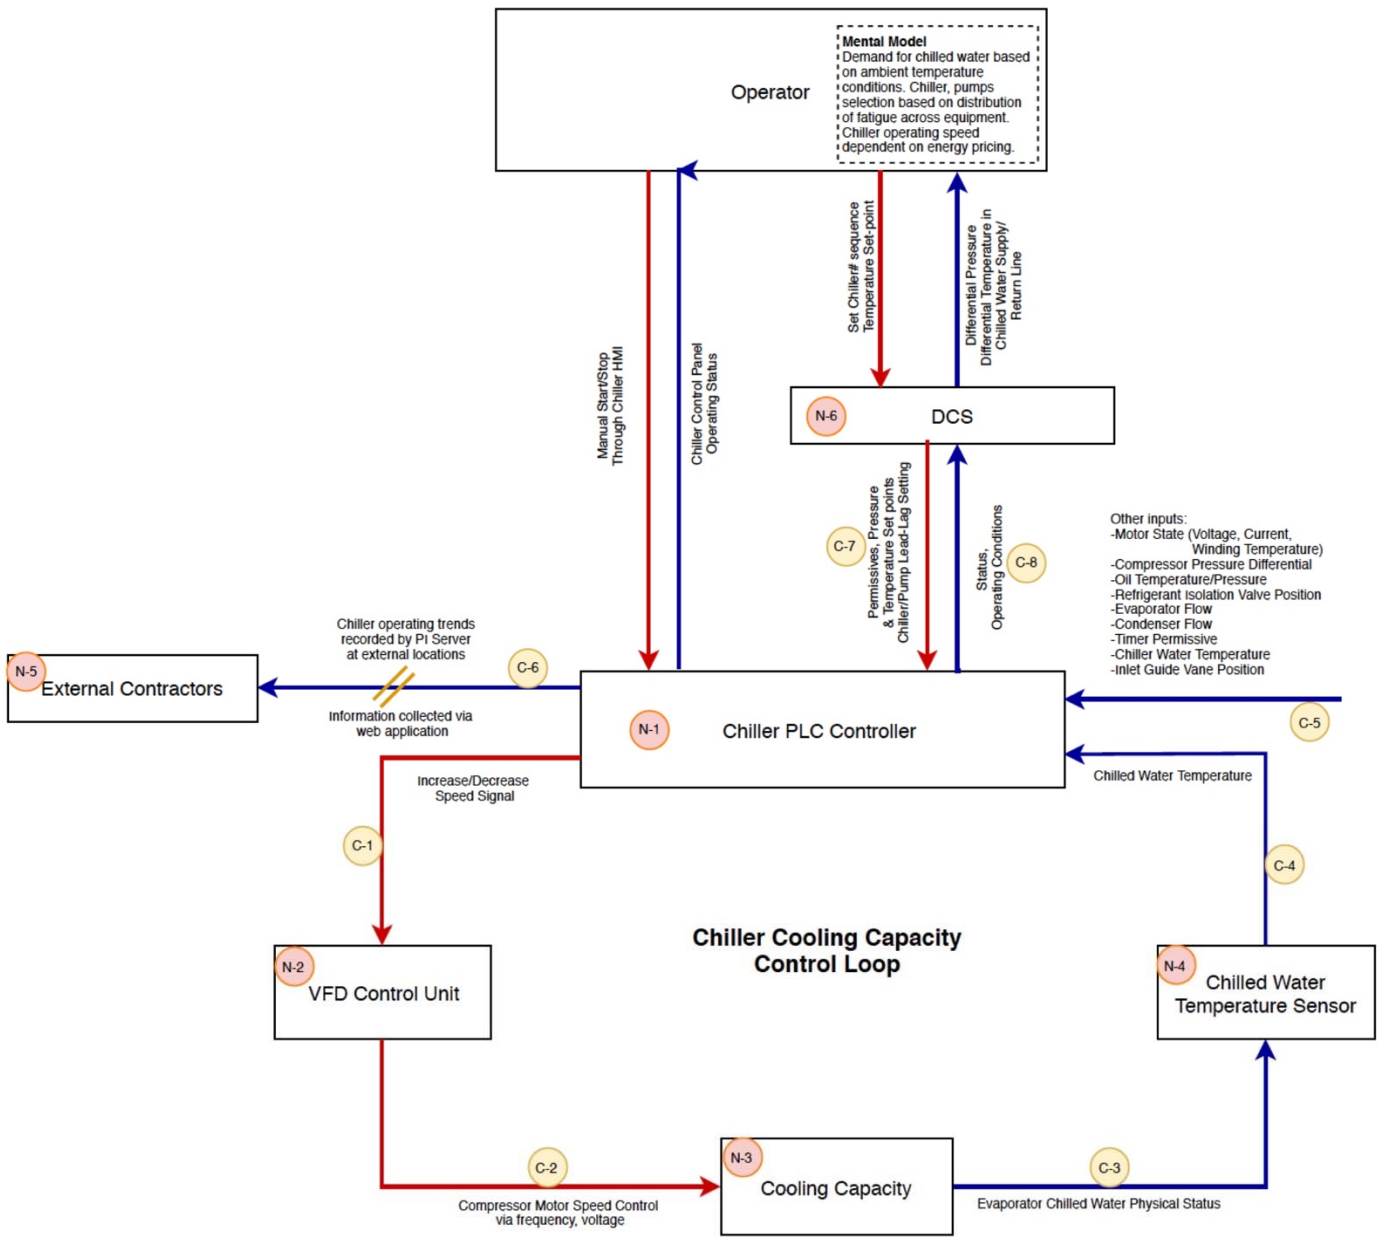 Operator
Mental Model
Demand for chilled water based
on ambient temperature
conditions. Chiller, pumps
selection based on distribution
of fatigue across equipment.
Chiller operating speed
dependent on energy pricing.
Manual Start/Stop
Through Chiller HMI
Chiller Control Panel
Operating Status
Set Chiller# sequence
Temperature Set-point
Differential Pressure
Differential Temperature in
Chilled Water Supply/
Return Line
N-6
DCS
C-7
Permissives, Pressure
& Temperature Set points
Chiller/Pump Lead-Lag Setting
Status,
Operating Conditions
C-8
Other inputs:
-Motor State (Voltage, Current,
Winding Temperature)
-Compressor Pressure Differential
-Oil Temperature/Pressure
-Refrigerant Isolation Valve Position
-Evaporator Flow
-Condenser Flow
-Timer Permissive
-Chiller Water Temperature
-Inlet Guide Vane Position
N-5
External Contractors
Chiller operating trends
recorded by PI Server
at external locations
C-6
Information collected via
web application
N-1
Chiller PLC Controller
C-5
Chilled Water Temperature
Increase/Decrease
Speed Signal
C-1
C-4
Chiller Cooling Capacity
Control Loop
N-2
VFD Control Unit
N-4
Chilled Water
Temperature Sensor
C-2
Compressor Motor Speed Control
via frequency, voltage
N-3
Cooling Capacity
C-3
Evaporator Chilled Water Physical Status